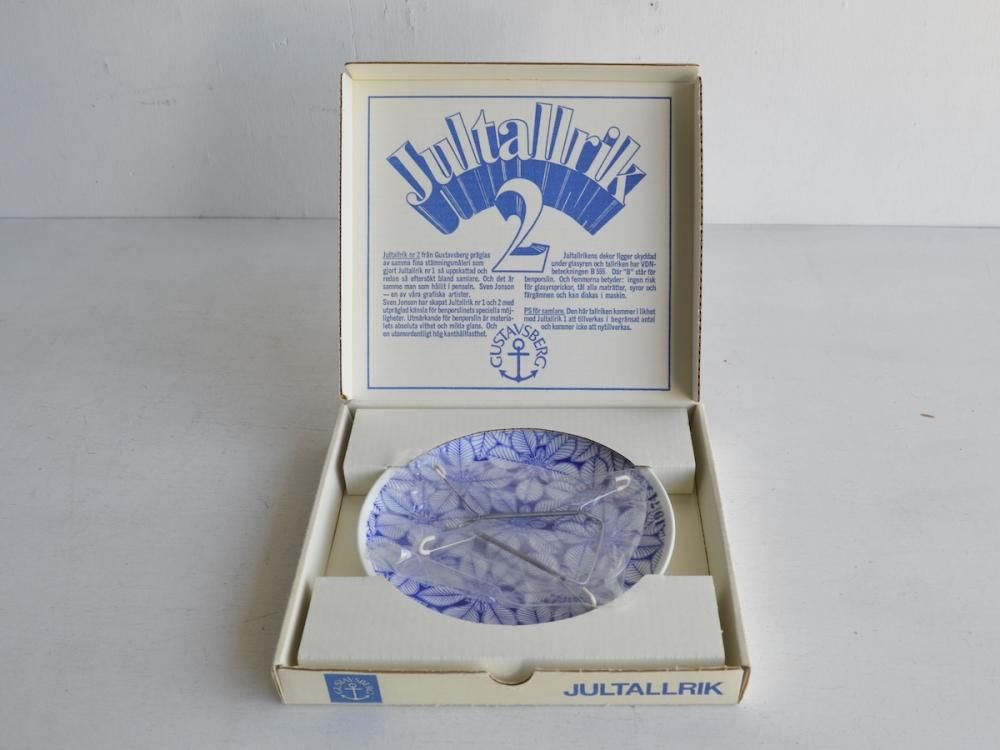 Jultallrik
2
Jultallrik nr 2 från Gustavsberg präglas
av samma fina stämningsmåleri som
gjort Jultallrik nr 1 så uppskattad och
redan så eftersökt bland samlare. Och det är
samme man som hållit i penseln. Sven Jonson
— en av våra grafiska artister.
Sven Jonson har skapat Jultallrik nr 1 och 2 med
utpräglad känsla för benporslinets speciella möj-
ligheter. Utmärkande för benporslin är materia-
lets absoluta vithet och milda glans. Och
en utomordentligt hög kanthållfasthet.
Jultallrikens dekor ligger skyddad
under glasyren och tallriken har VDN-
beteckningen B 555. Där "B" står för
benporslin. Och femmorna betyder: ingen risk
för glasyrsprickor, tål alla maträtter, syror och
färgämnen och kan diskas i maskin.
PS för samlare. Den här tallriken kommer i likhet
med Jultallrik 1 att tillverkas i begränsat antal
och kommer icke att nytillverkas.
GUSTAVSBERG
JULTALLRIK